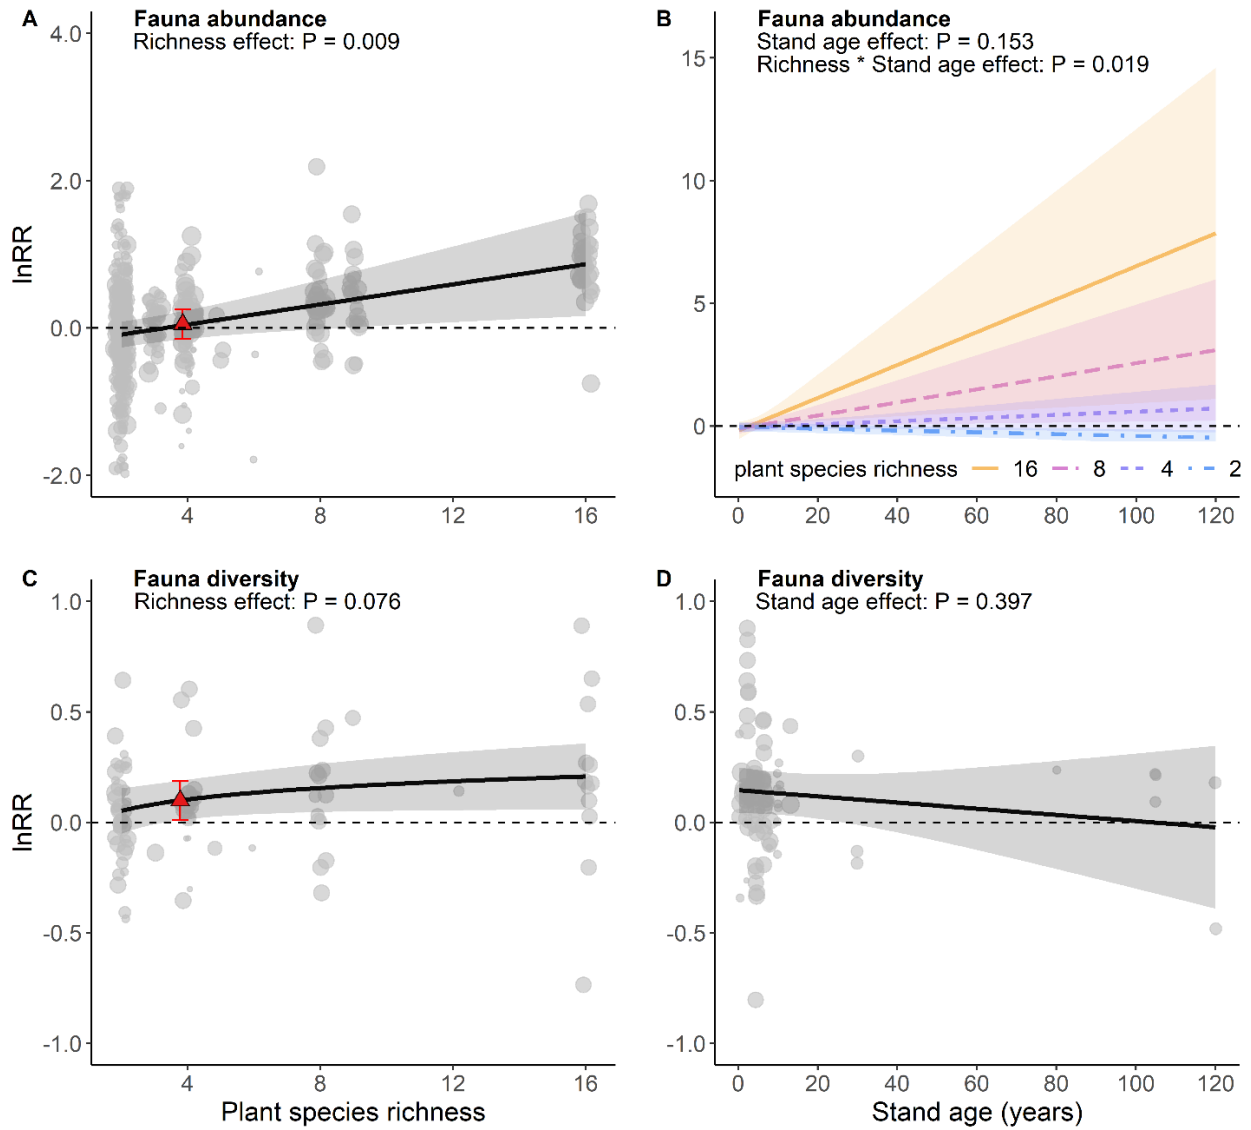 A
Fauna abundance
Richness effect: P = 0.009
4.0
2.0
0.0
-2.0
lnRR
4
8
12
16
B
Fauna abundance
Stand age effect: P = 0.153
Richness * Stand age effect: P = 0.019
15
10
5
0
plant species richness 16 8 4 2
0 20 40 60 80 100 120
C
Fauna diversity
Richness effect: P = 0.076
1.0
0.5
0.0
-0.5
-1.0
lnRR
4 8 12 16
Plant species richness
D
Fauna diversity
Stand age effect: P = 0.397
1.0
0.5
0.0
-0.5
-1.0
0 20 40 60 80 100 120
Stand age (years)